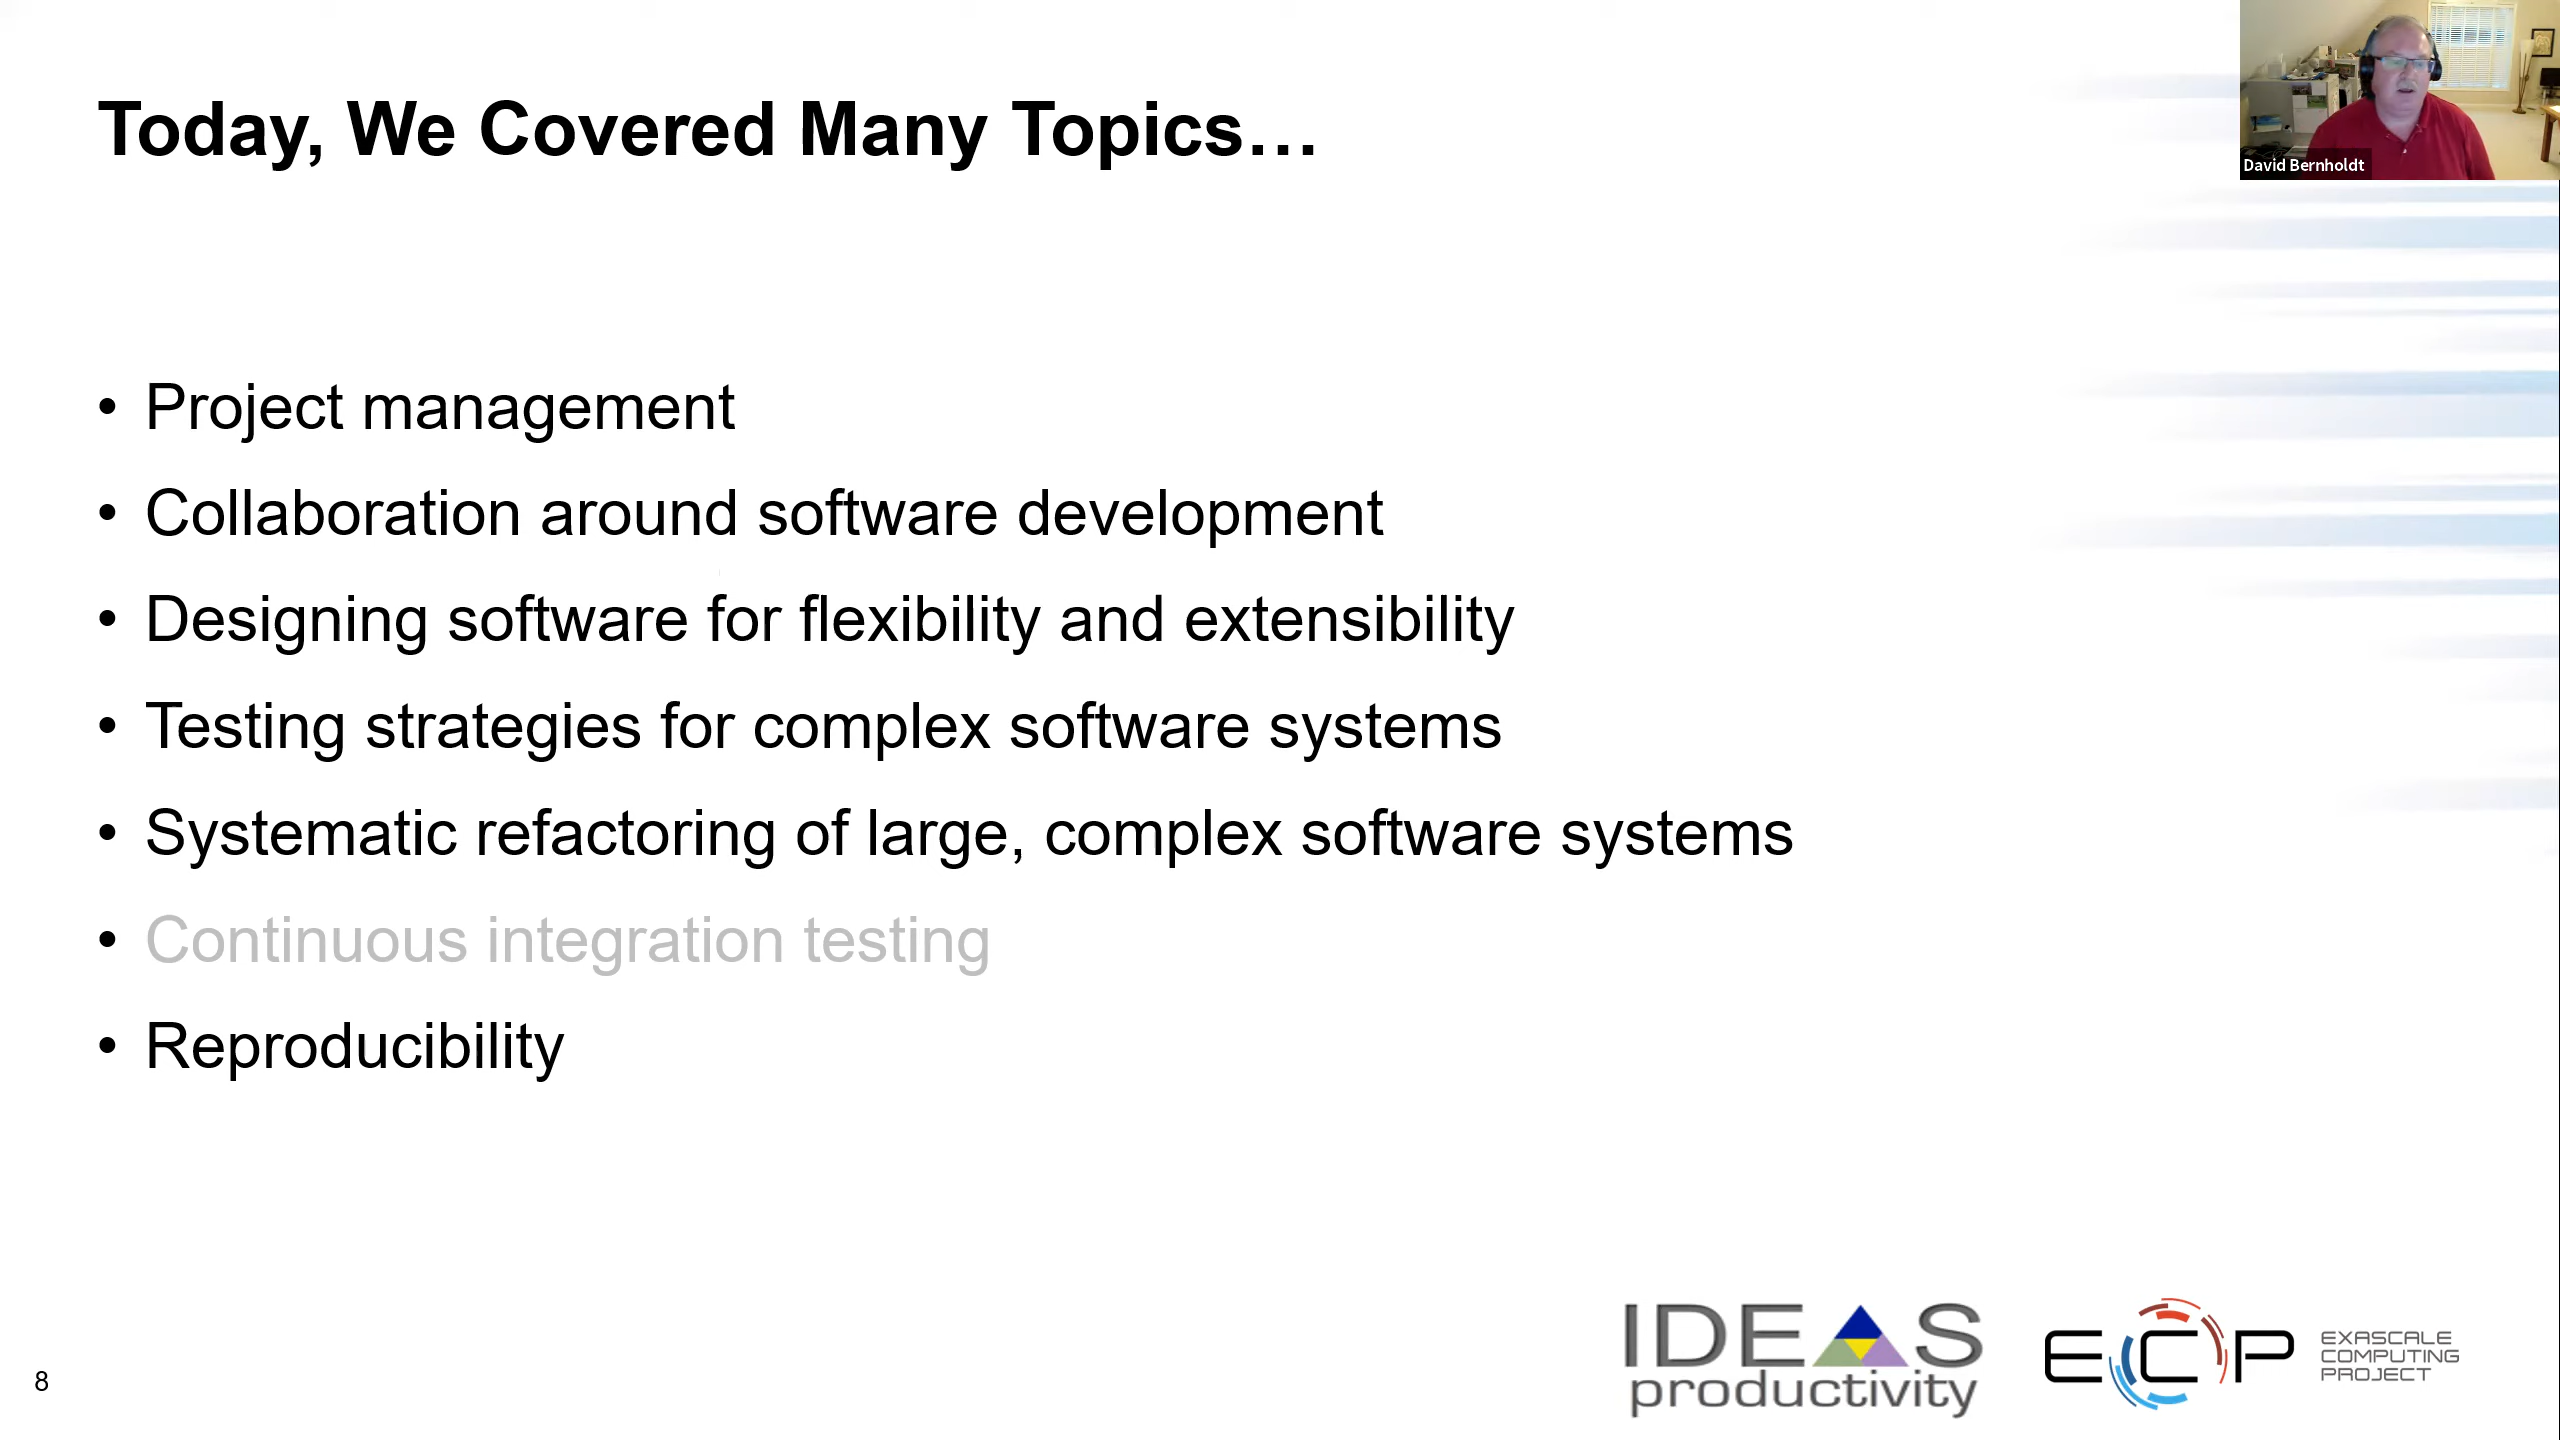 Today, We Covered Many Topics…
David Bernholdt
• Project management
• Collaboration around software development
• Designing software for flexibility and extensibility
• Testing strategies for complex software systems
• Systematic refactoring of large, complex software systems
• Continuous integration testing
• Reproducibility
IDEAS
productivity
ECP
EXASCALE
COMPUTING
PROJECT
8